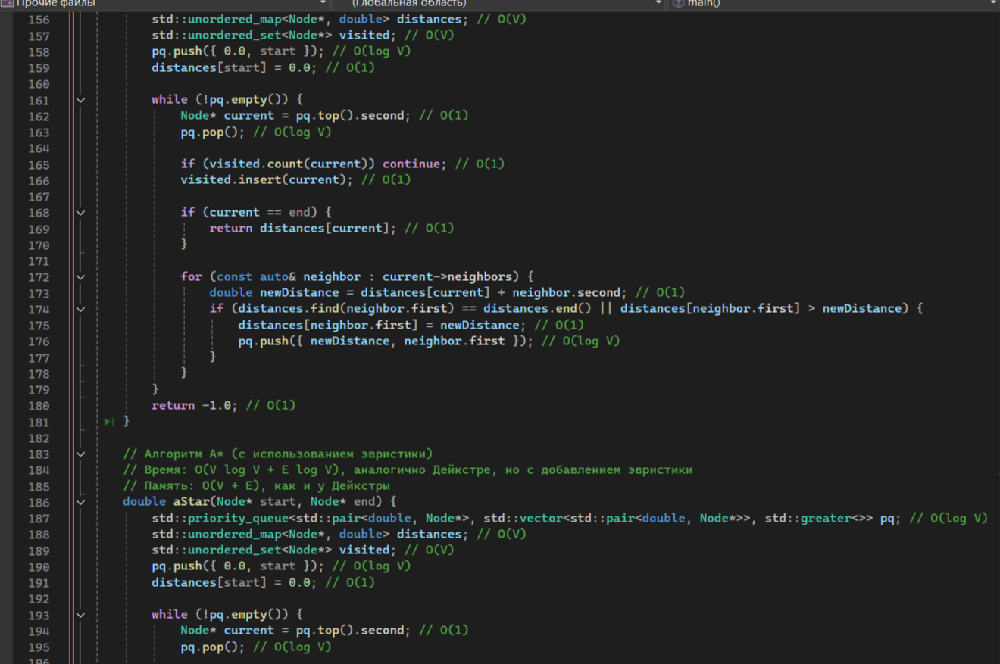 Прочие файлы (Глобальная область) main()
156 std::unordered_map<Node*, double> distances; // O(V)
157 std::unordered_set<Node*> visited; // O(V)
158 pq.push({ 0.0, start }); // O(log V)
159 distances[start] = 0.0; // O(1)
160
161 while (!pq.empty()) {
162 Node* current = pq.top().second; // O(1)
163 pq.pop(); // O(log V)
164
165 if (visited.count(current)) continue; // O(1)
166 visited.insert(current); // O(1)
167
168 if (current == end) {
169 return distances[current]; // O(1)
170 }
171
172 for (const auto& neighbor : current->neighbors) {
173 double newDistance = distances[current] + neighbor.second; // O(1)
174 if (distances.find(neighbor.first) == distances.end() || distances[neighbor.first] > newDistance) {
175 distances[neighbor.first] = newDistance; // O(1)
176 pq.push({ newDistance, neighbor.first }); // O(log V)
177 }
178 }
179 }
180 return -1.0; // O(1)
181 }
182
183 // Алгоритм A* (с использованием эвристики)
184 // Время: O(V log V + E log V), аналогично Дейкстре, но с добавлением эвристики
185 // Память: O(V + E), как и у Дейкстры
186 double aStar(Node* start, Node* end) {
187 std::priority_queue<std::pair<double, Node*>, std::vector<std::pair<double, Node*>>, std::greater<>> pq; // O(log V)
188 std::unordered_map<Node*, double> distances; // O(V)
189 std::unordered_set<Node*> visited; // O(V)
190 pq.push({ 0.0, start }); // O(log V)
191 distances[start] = 0.0; // O(1)
192
193 while (!pq.empty()) {
194 Node* current = pq.top().second; // O(1)
195 pq.pop(); // O(log V)
196